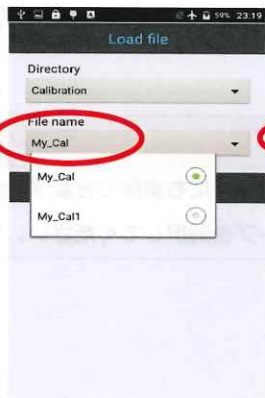 59% 23:19
Load file
Directory
Calibration
File name
My_Cal
My_Cal
My_Cal1